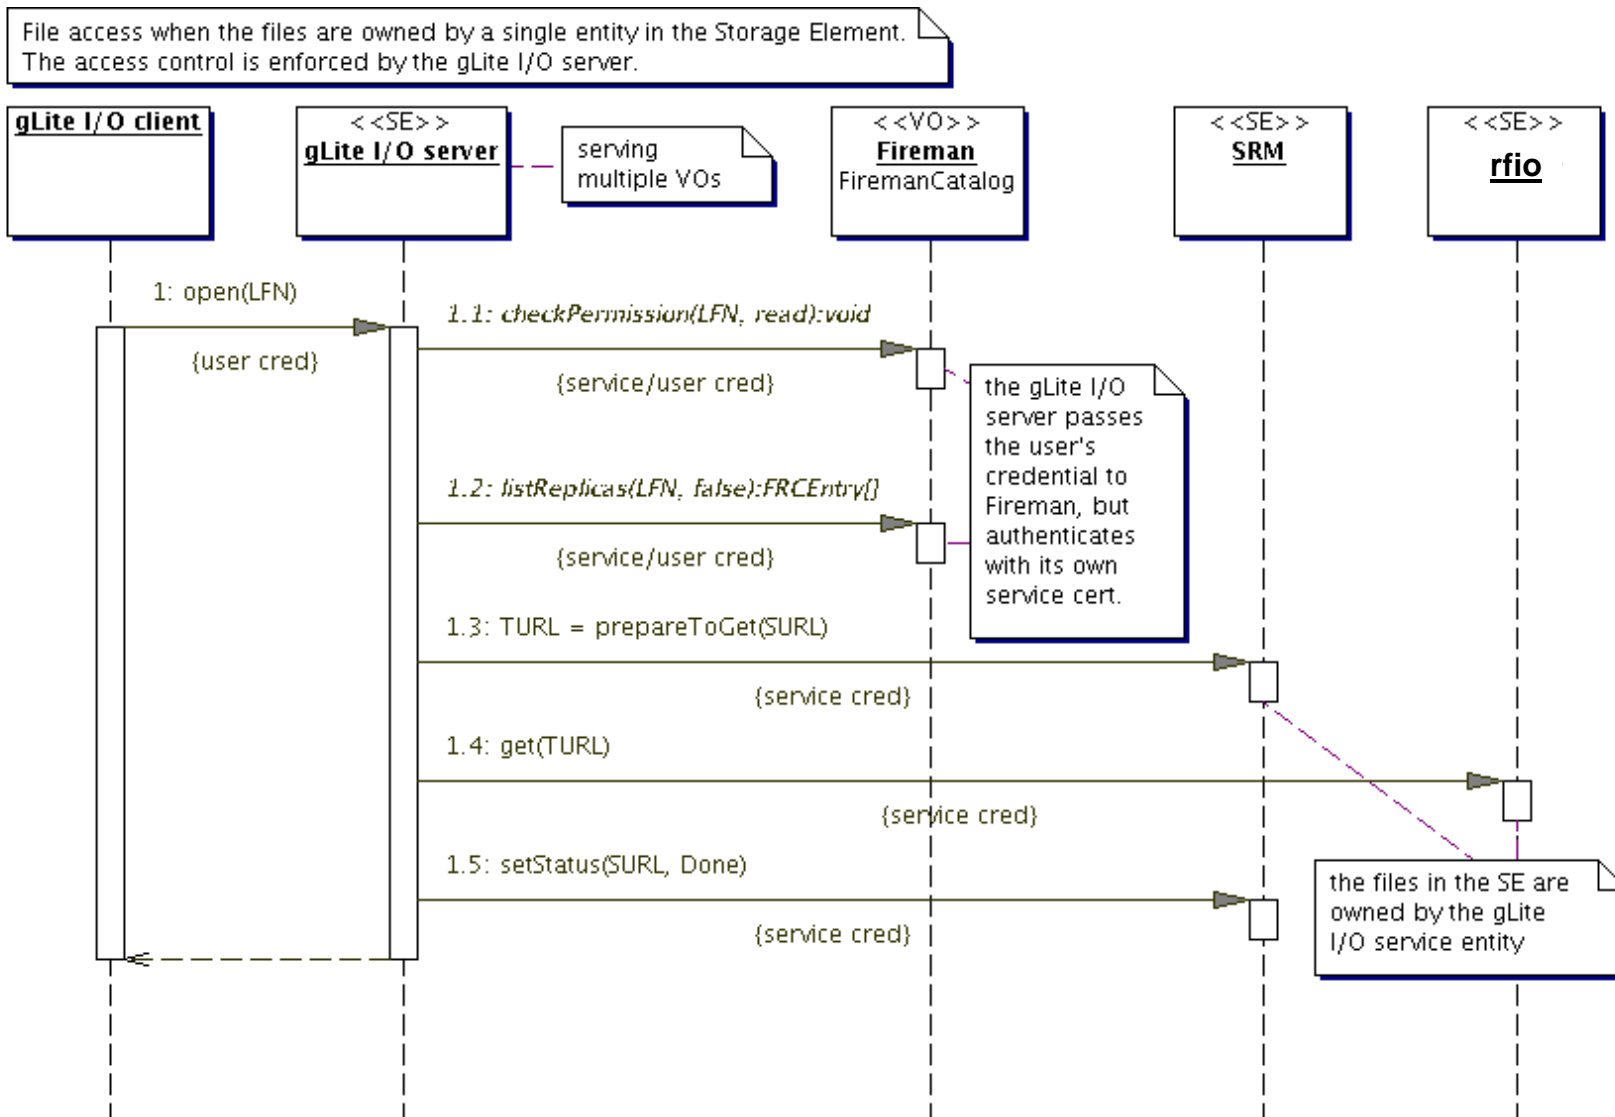 File access when the files are owned by a single entity in the Storage Element.
The access control is enforced by the gLite I/O server.
gLite I/O client
<<SE>>
gLite I/O server
serving
multiple VOs
<<VO>>
Fireman
FiremanCatalog
<<SE>>
SRM
<<SE>>
rfio
1: open(LFN)
{user cred}
1.1: checkPermission(LFN, read):void
{service/user cred}
the gLite I/O
server passes
the user's
credential to
Fireman, but
authenticates
with its own
service cert.
1.2: listReplicas(LFN, false):FRCEntry[]
{service/user cred}
1.3: TURL = prepareToGet(SURL)
{service cred}
1.4: get(TURL)
{service cred}
1.5: setStatus(SURL, Done)
{service cred}
the files in the SE are
owned by the gLite
I/O service entity